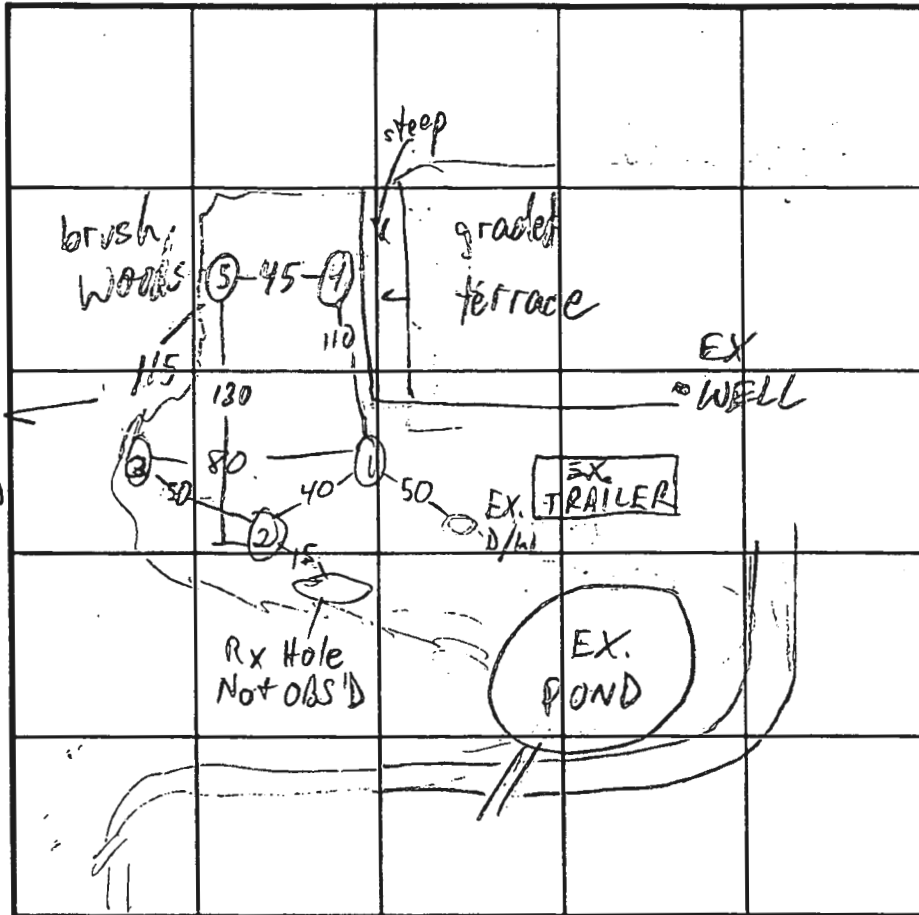 steep
brush,
woods
graded
terrace
5 45 4
110
115
130
EX
WELL
3 80 1
50 40 50
2
15
EX.
EX.
TRAILER
Rx Hole
Not OBS'D
EX.
POND